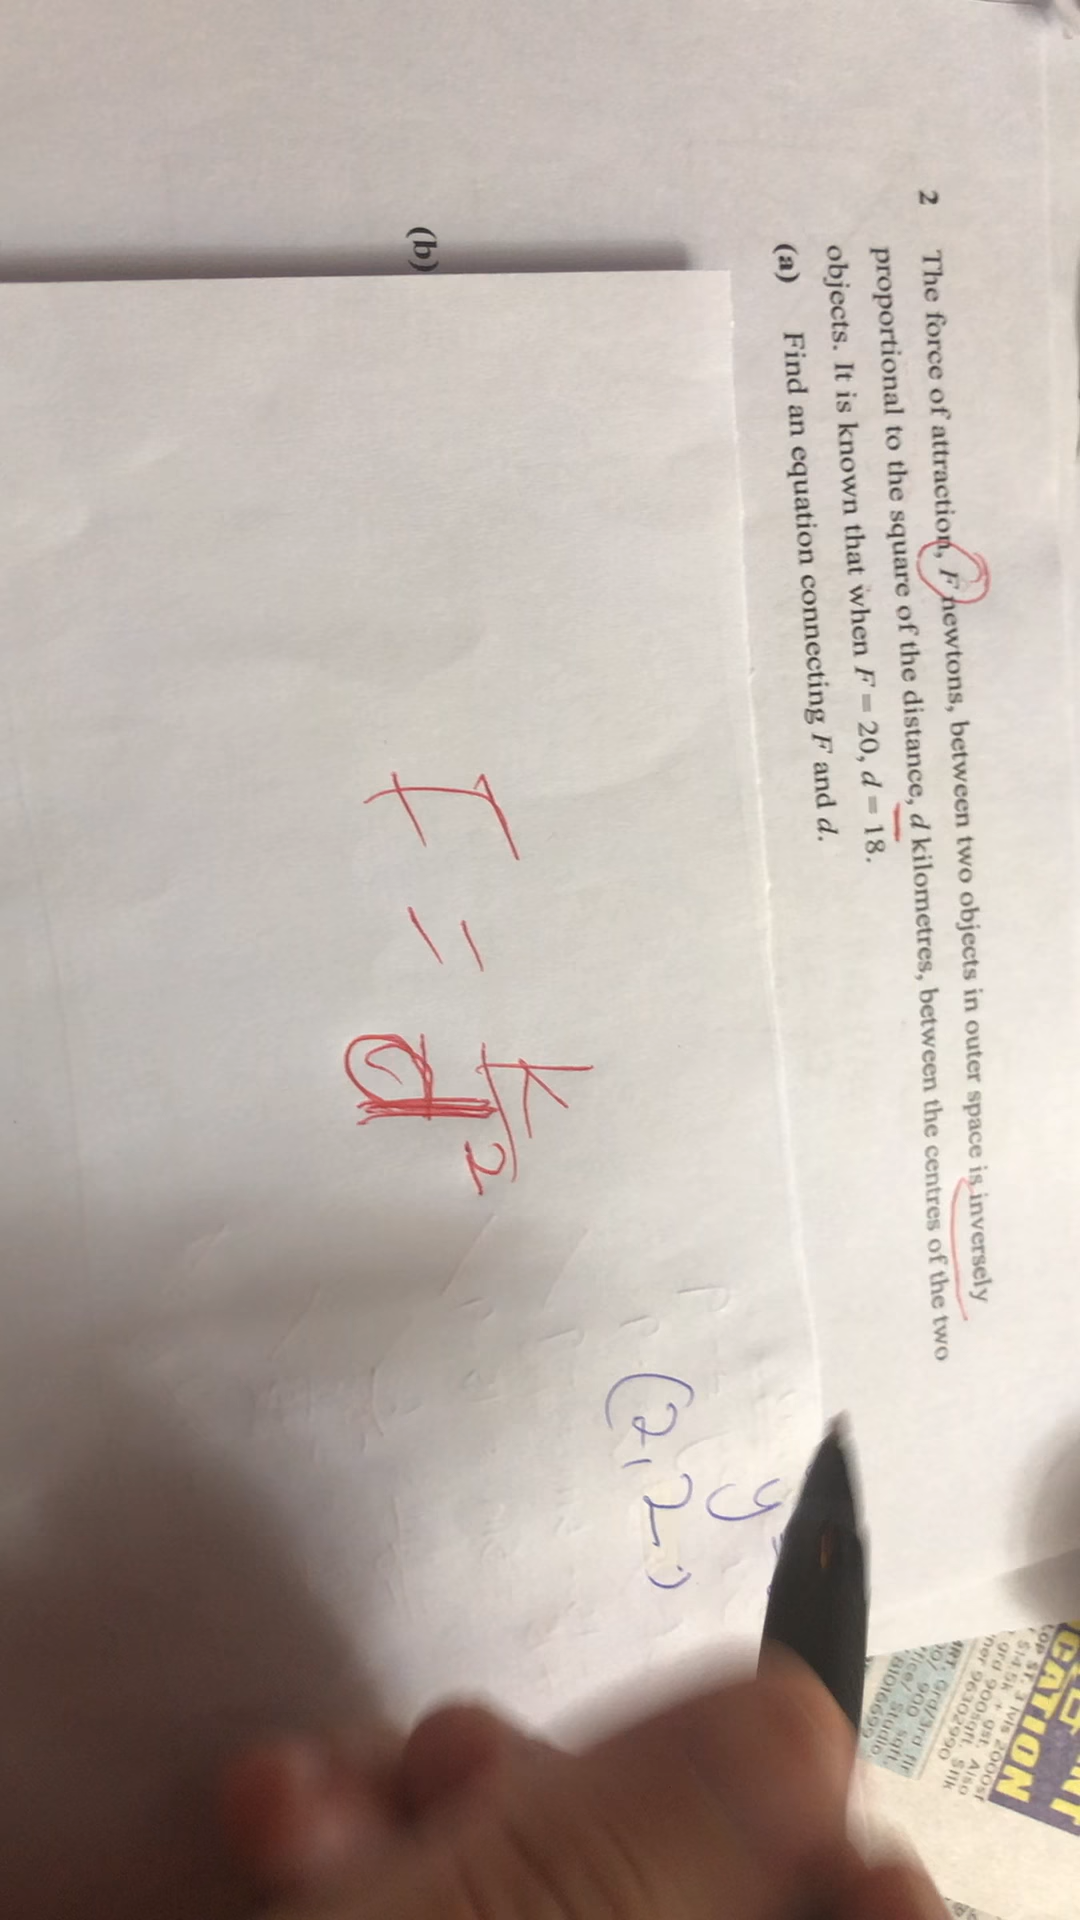 2 The force of attraction, F newtons, between two objects in outer space is inversely
proportional to the square of the distance, d kilometres, between the centres of the two
objects. It is known that when F = 20, d = 18.
(a) Find an equation connecting F and d.
(b)
F = k
d²
y
(2,2)
CATION